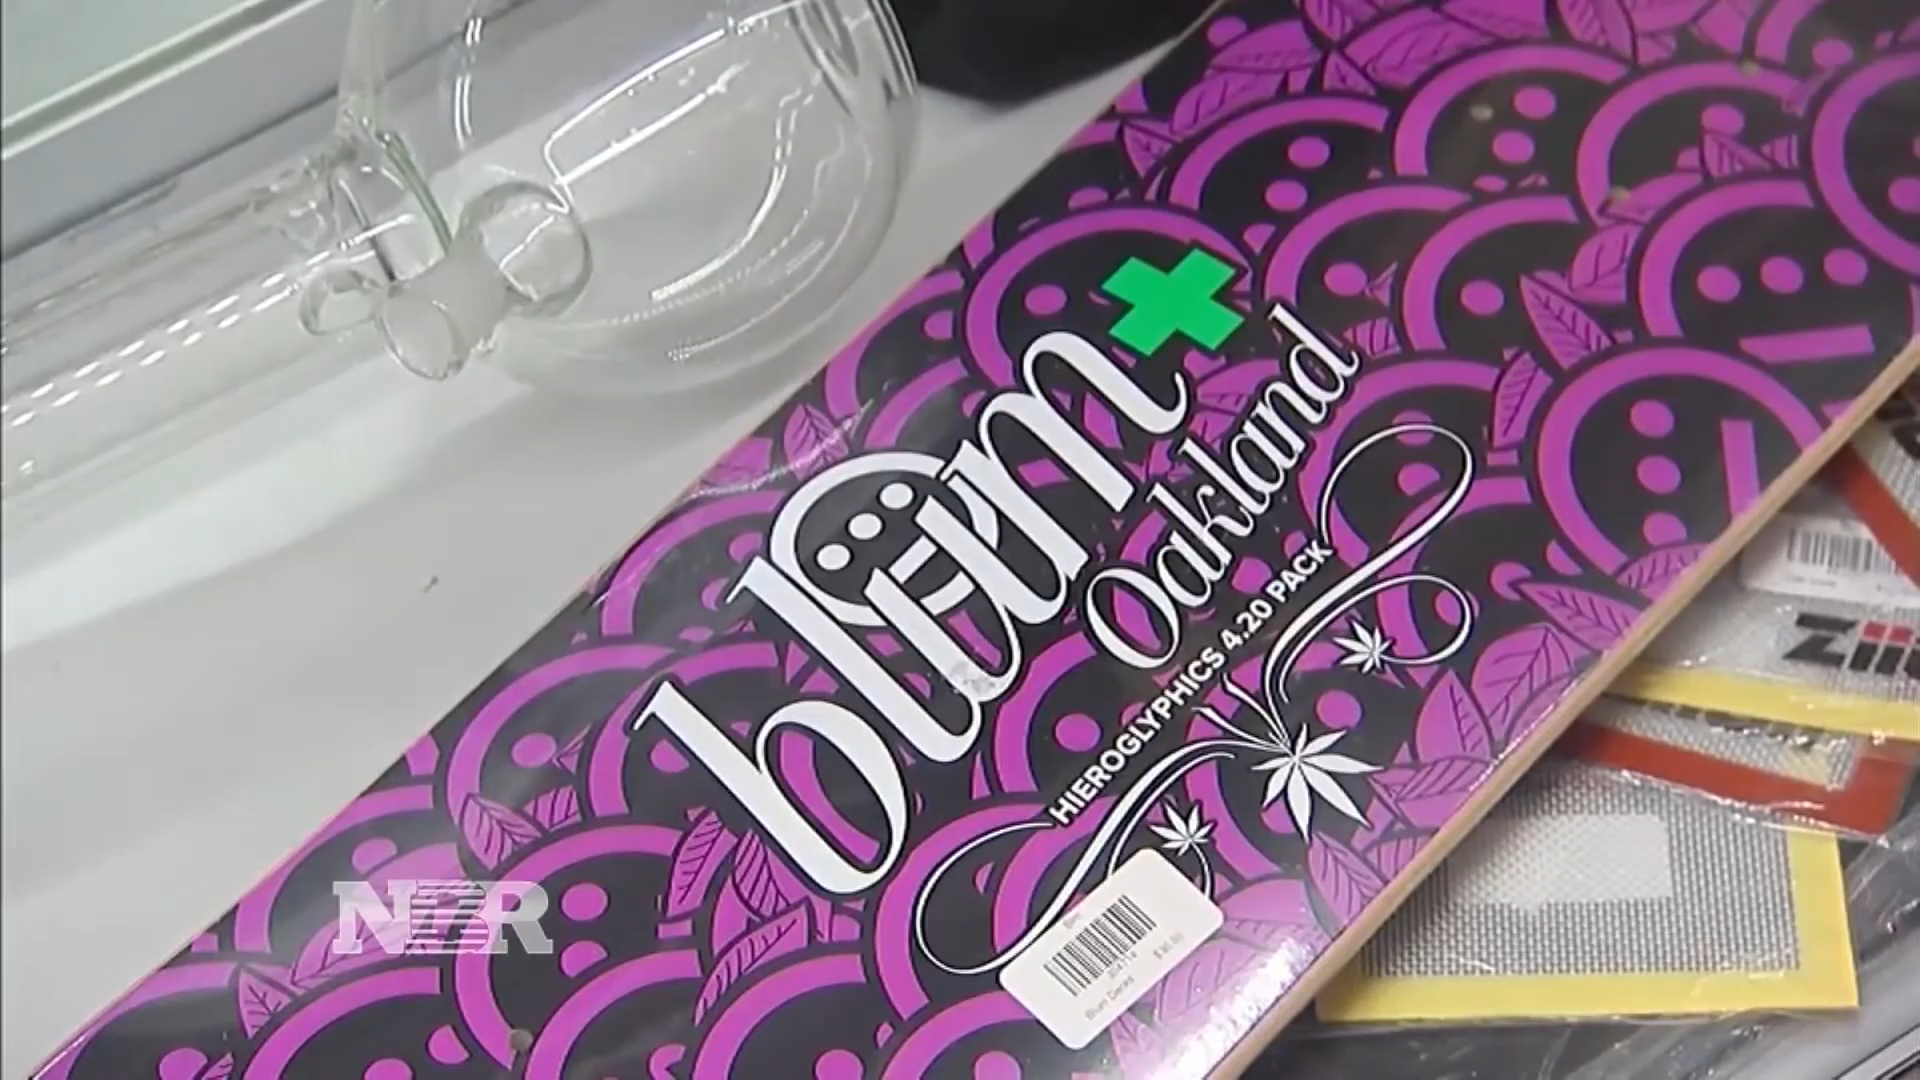 blum
Oakland
HIEROGLYPHICS 4.20 PACK
NBR
Blum Decks